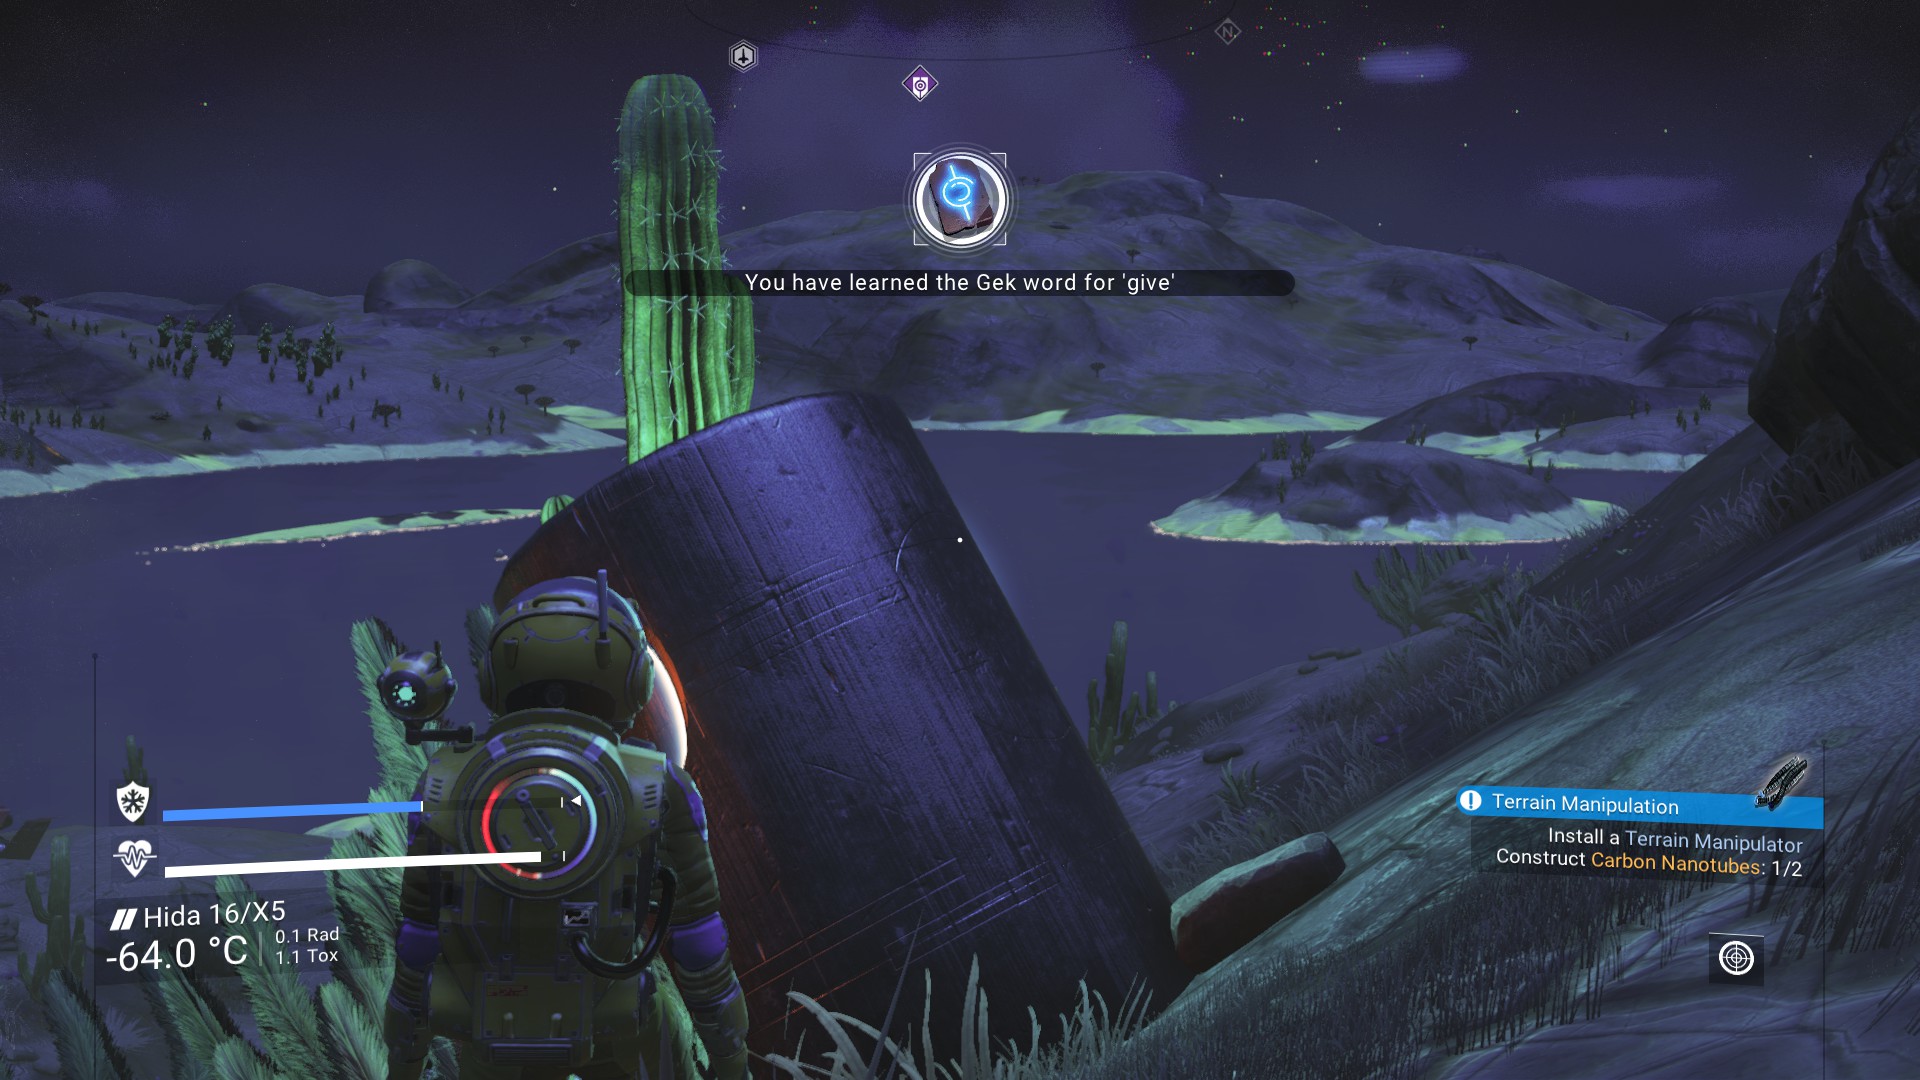 N
You have learned the Gek word for 'give'
Terrain Manipulation
Install a Terrain Manipulator
Construct Carbon Nanotubes: 1/2
Hida 16/X5
-64.0 °C
0.1 Rad
1.1 Tox